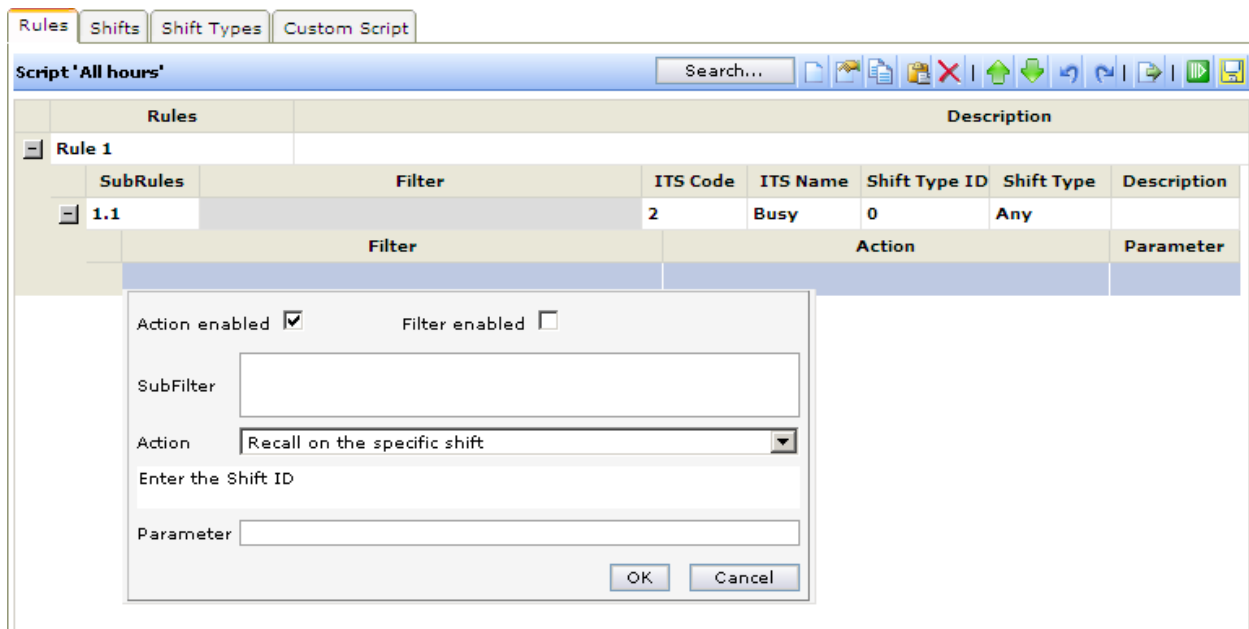 Rules Shifts Shift Types Custom Script
Script 'All hours' Search...
Rules Description
Rule 1
SubRules Filter ITS Code ITS Name Shift Type ID Shift Type Description
1.1 2 Busy 0 Any
Filter Action Parameter
Action enabled Filter enabled
SubFilter
Action Recall on the specific shift
Enter the Shift ID
Parameter
OK Cancel